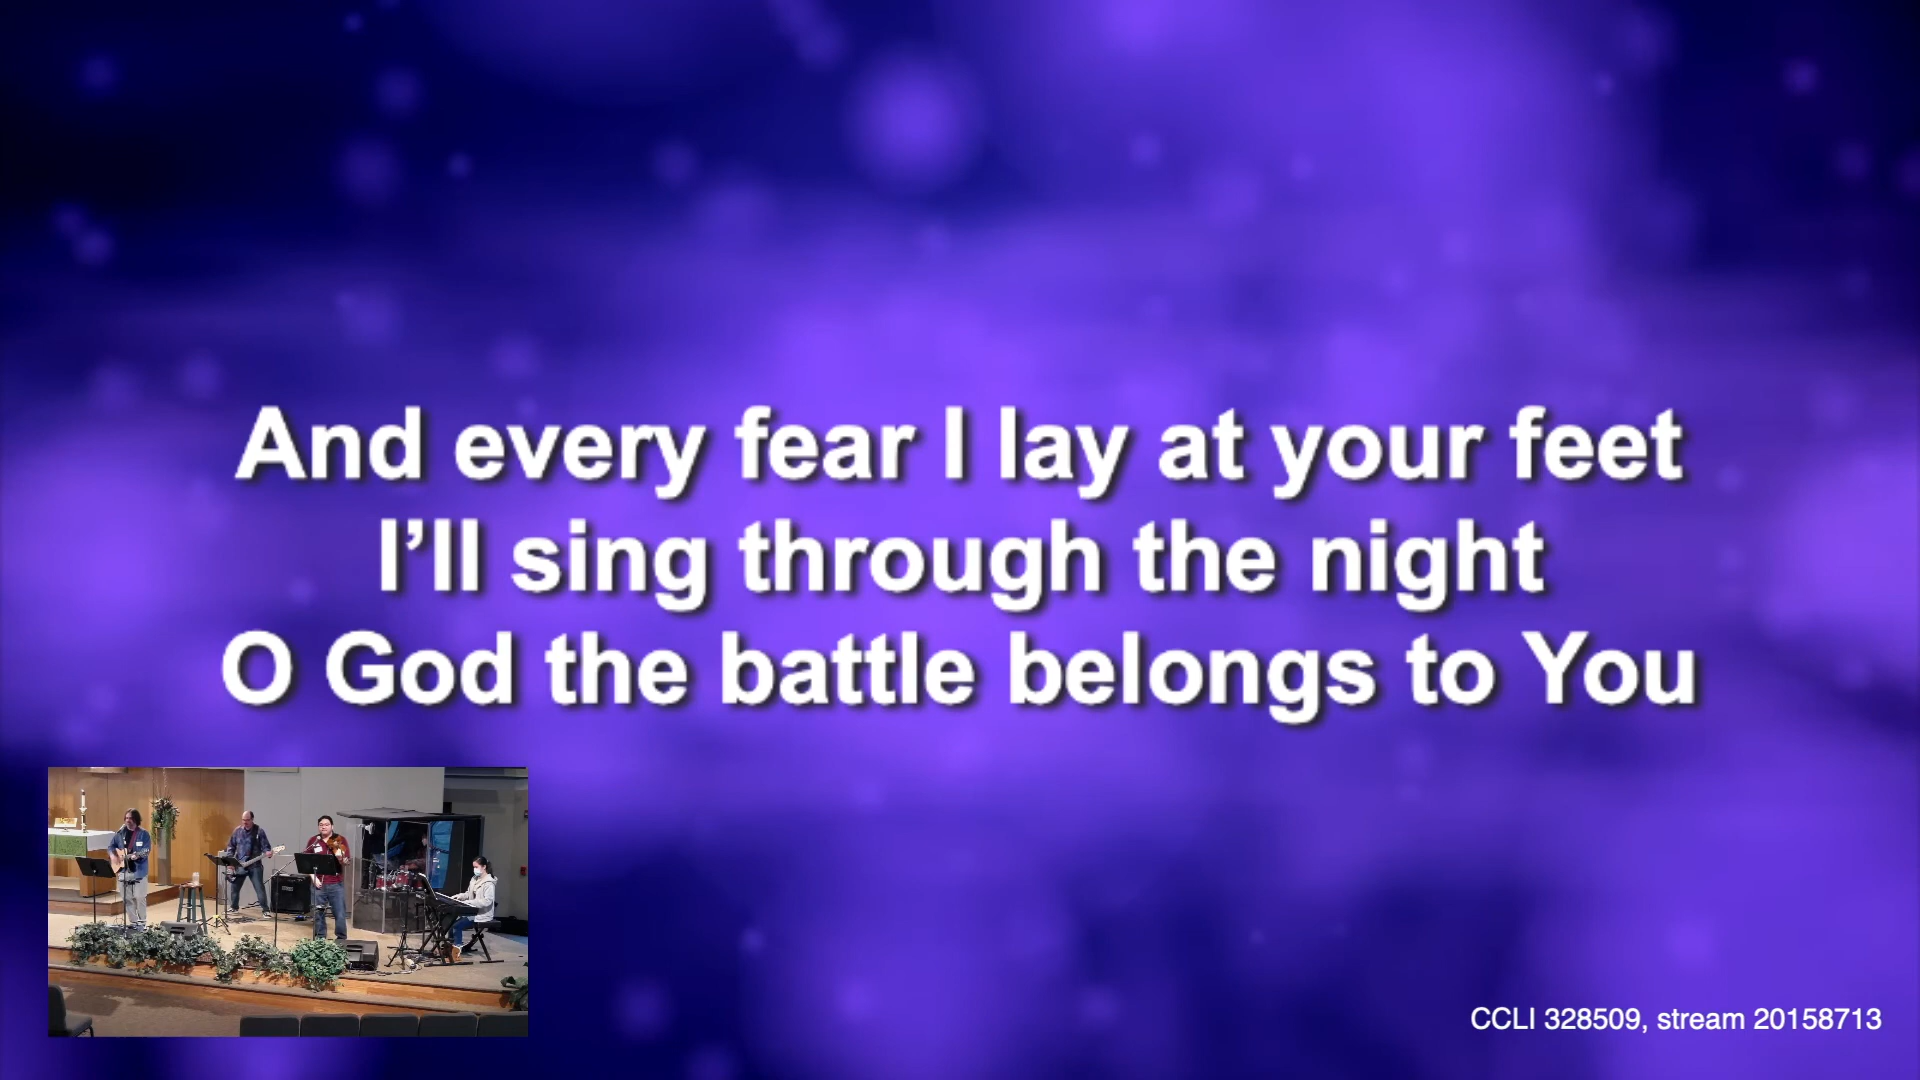 And every fear I lay at your feet
I’ll sing through the night
O God the battle belongs to You
CCLI 328509, stream 20158713